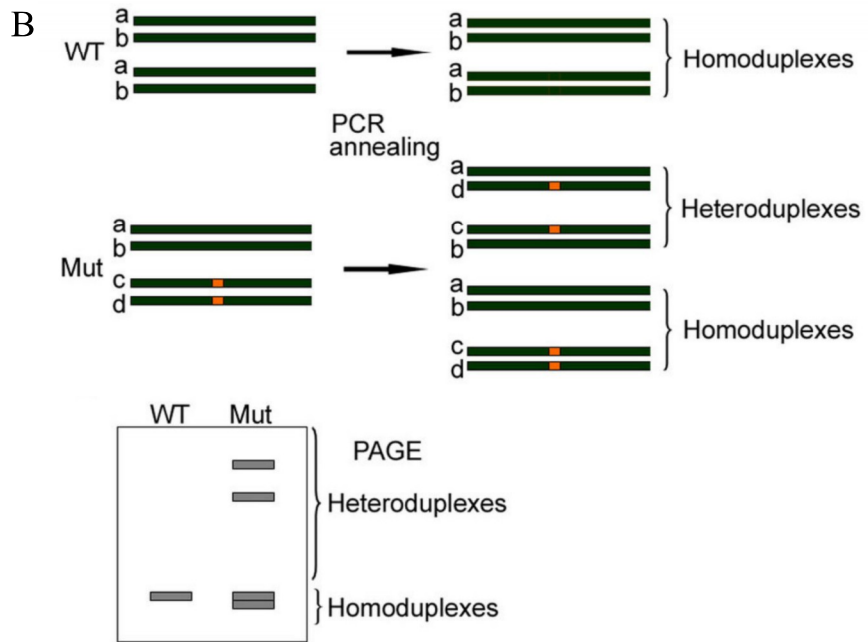 B
WT
a
b
a
b
a
b
a
b
Homoduplexes
PCR
annealing
Mut
a
b
c
d
a
d
c
b
Heteroduplexes
a
b
c
d
Homoduplexes
WT Mut
PAGE
Heteroduplexes
Homoduplexes